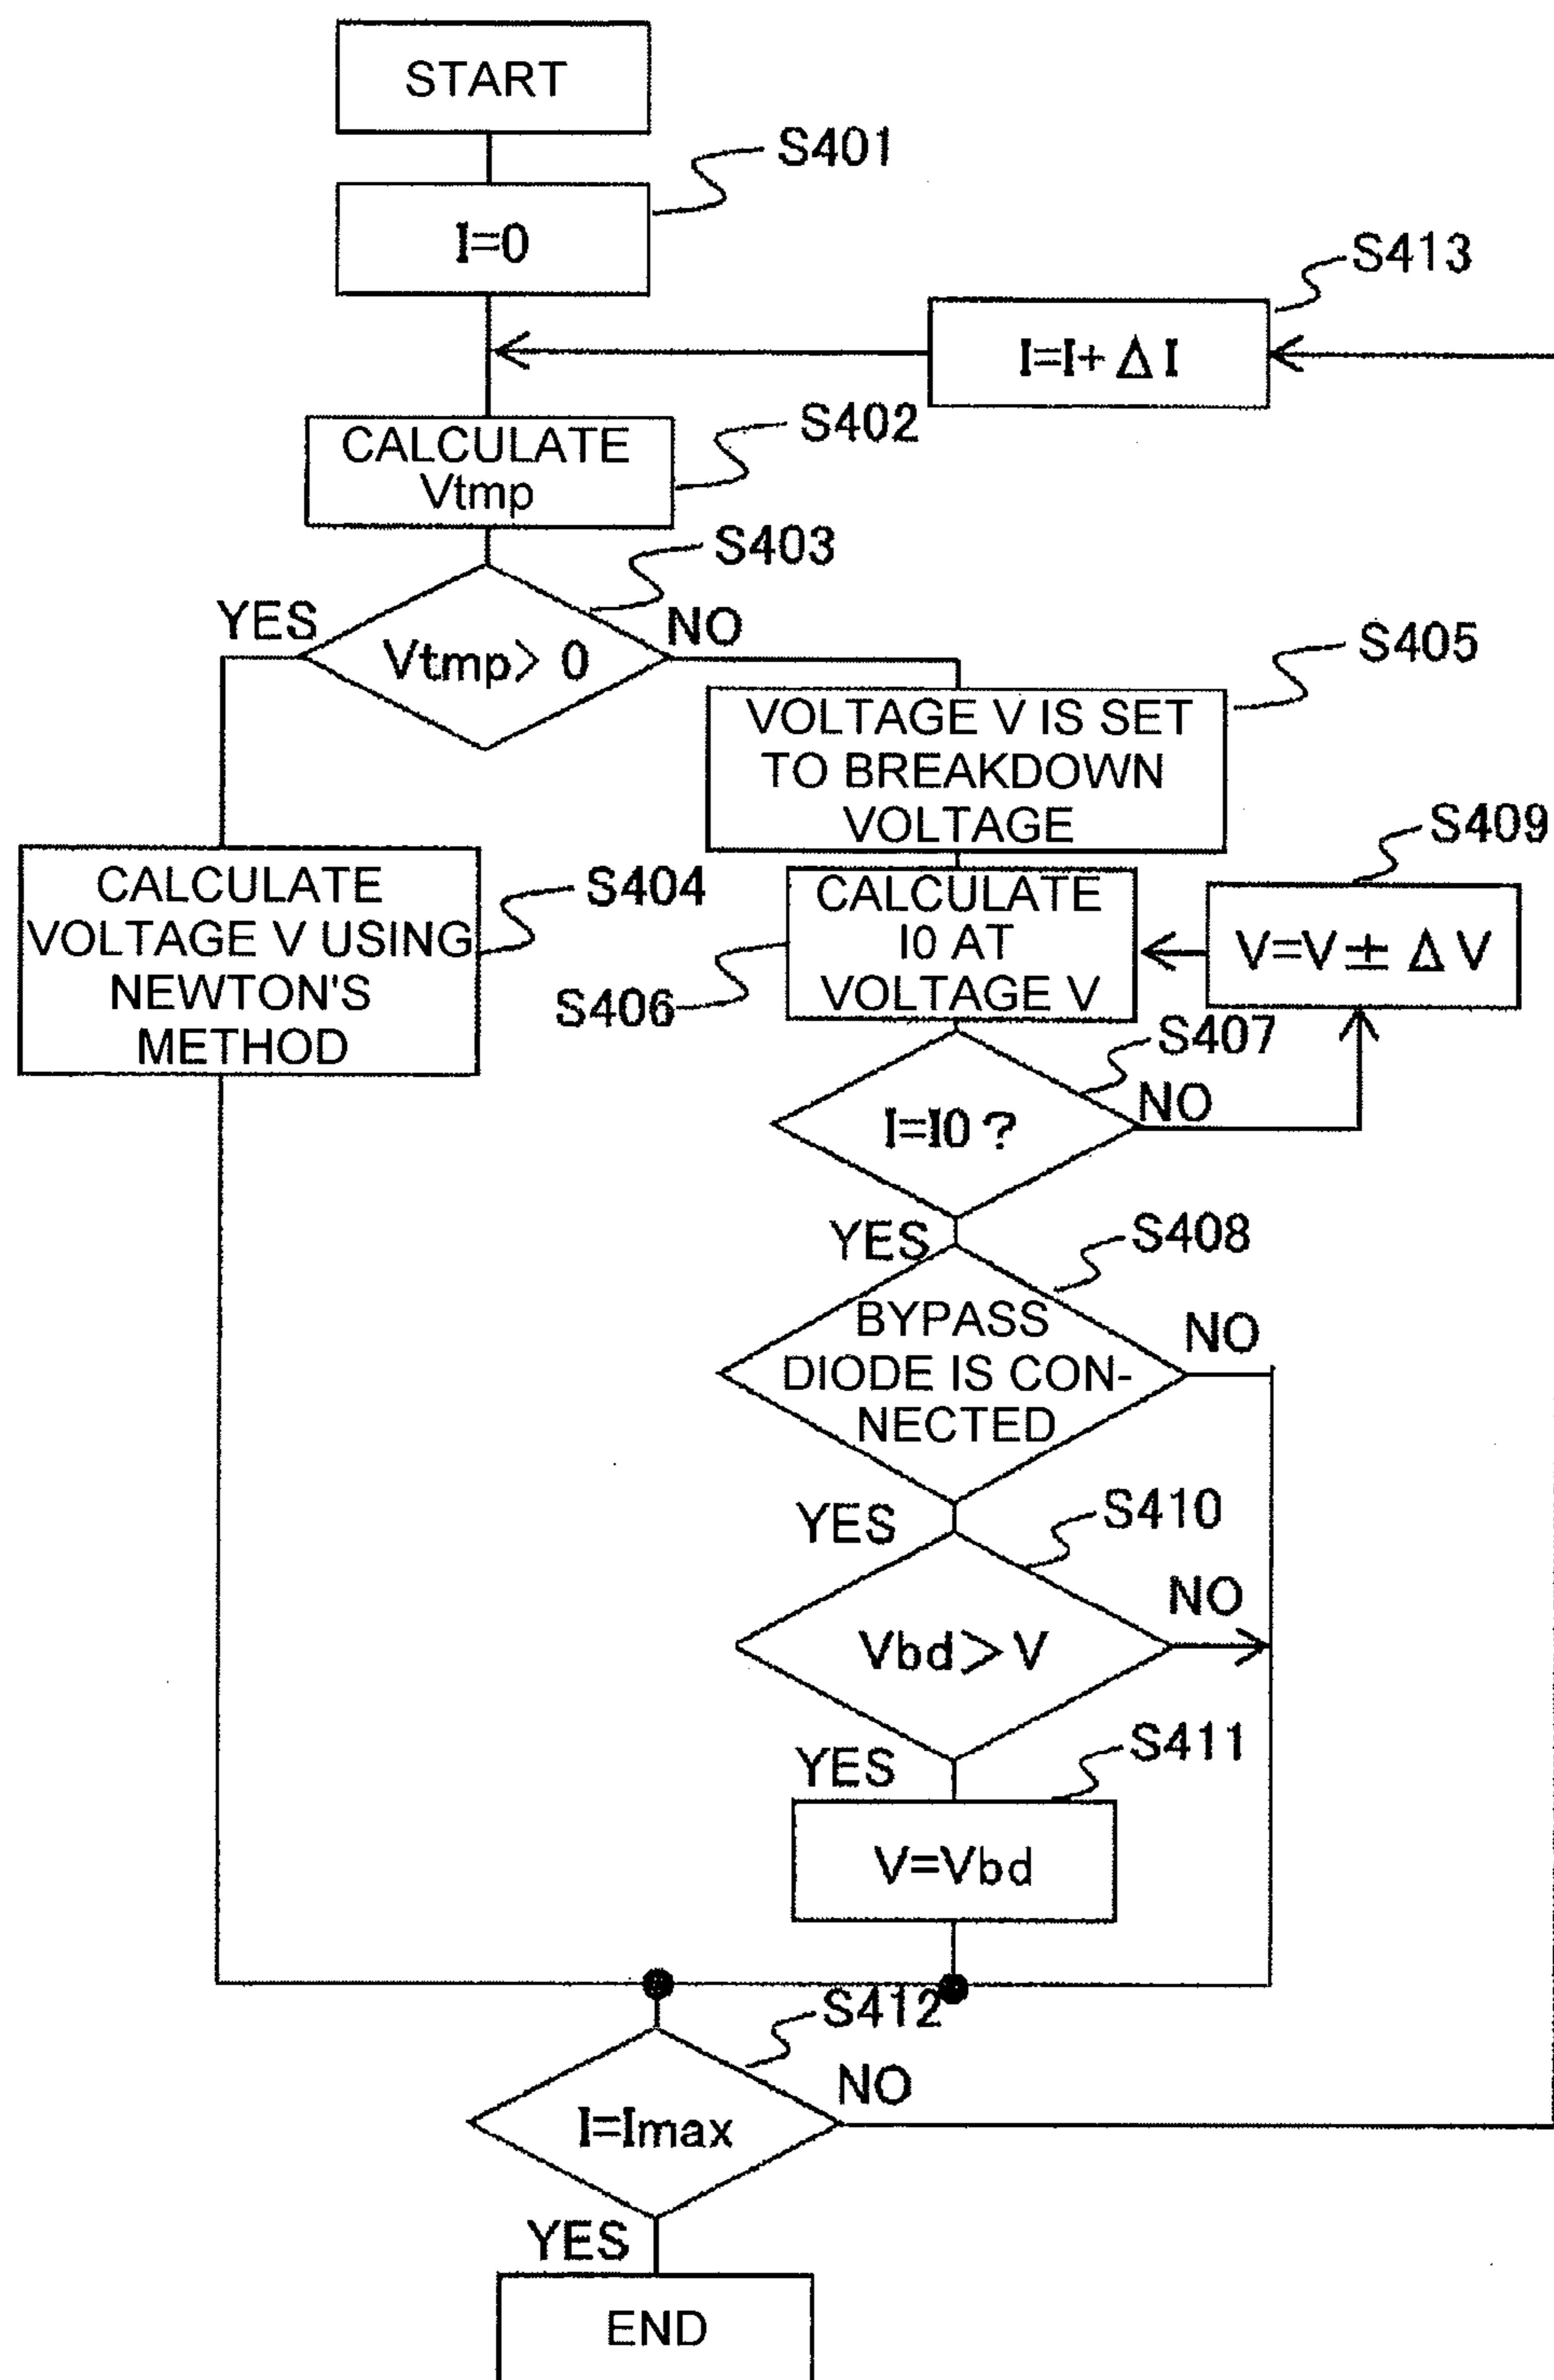 START
S401
I=0
S413
I=I+ Δ I
S402
CALCULATE
Vtmp
S403
YES
NO
Vtmp> 0
S405
VOLTAGE V IS SET
TO BREAKDOWN
VOLTAGE
S409
V=V ± Δ V
CALCULATE
VOLTAGE V USING
NEWTON'S
METHOD
S404
CALCULATE
I0 AT
VOLTAGE V
S406
S407
NO
I=I0 ?
YES
S408
BYPASS
DIODE IS CON-
NECTED
NO
YES
S410
NO
Vbd > V
YES
S411
V=Vbd
S412
NO
I=Imax
YES
END